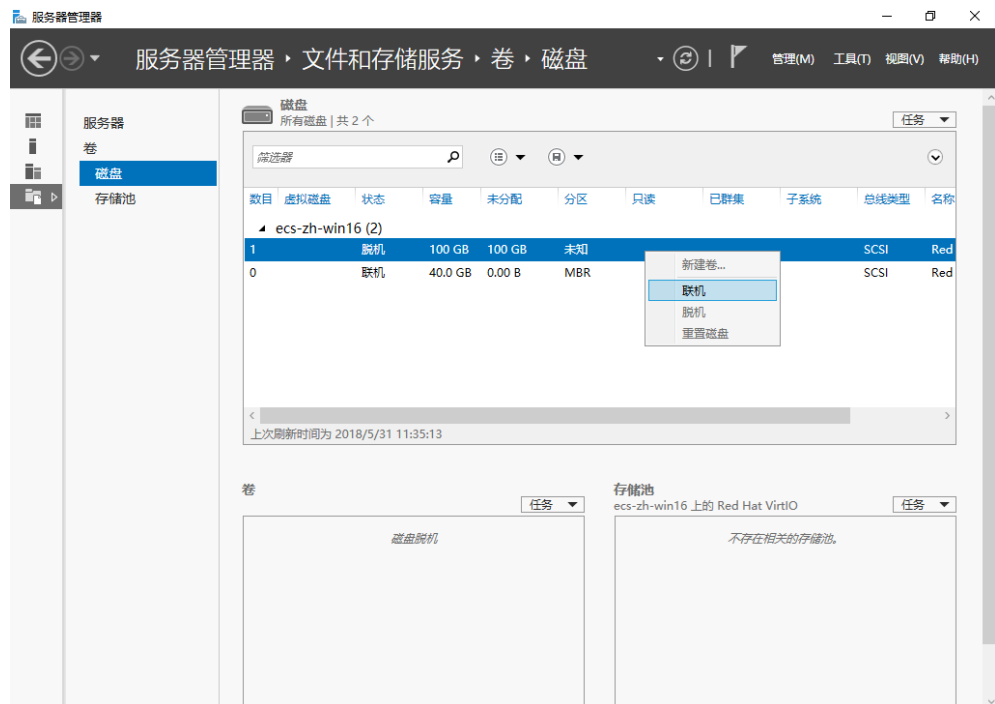 服务器管理器
服务器管理器 ‣ 文件和存储服务 ‣ 卷 ‣ 磁盘
管理(M) 工具(T) 视图(V) 帮助(H)
服务器
卷
磁盘
存储池
磁盘
所有磁盘 | 共 2 个
任务
筛选器
数目 虚拟磁盘 状态 容量 未分配 分区 只读 已群集 子系统 总线类型 名称
ecs-zh-win16 (2)
1 脱机 100 GB 100 GB 未知 SCSI Red
0 联机 40.0 GB 0.00 B MBR SCSI Red
新建卷...
联机
脱机
重置磁盘
上次刷新时间为 2018/5/31 11:35:13
卷
任务
磁盘脱机
存储池
ecs-zh-win16 上的 Red Hat VirtIO
任务
不存在相关的存储池。